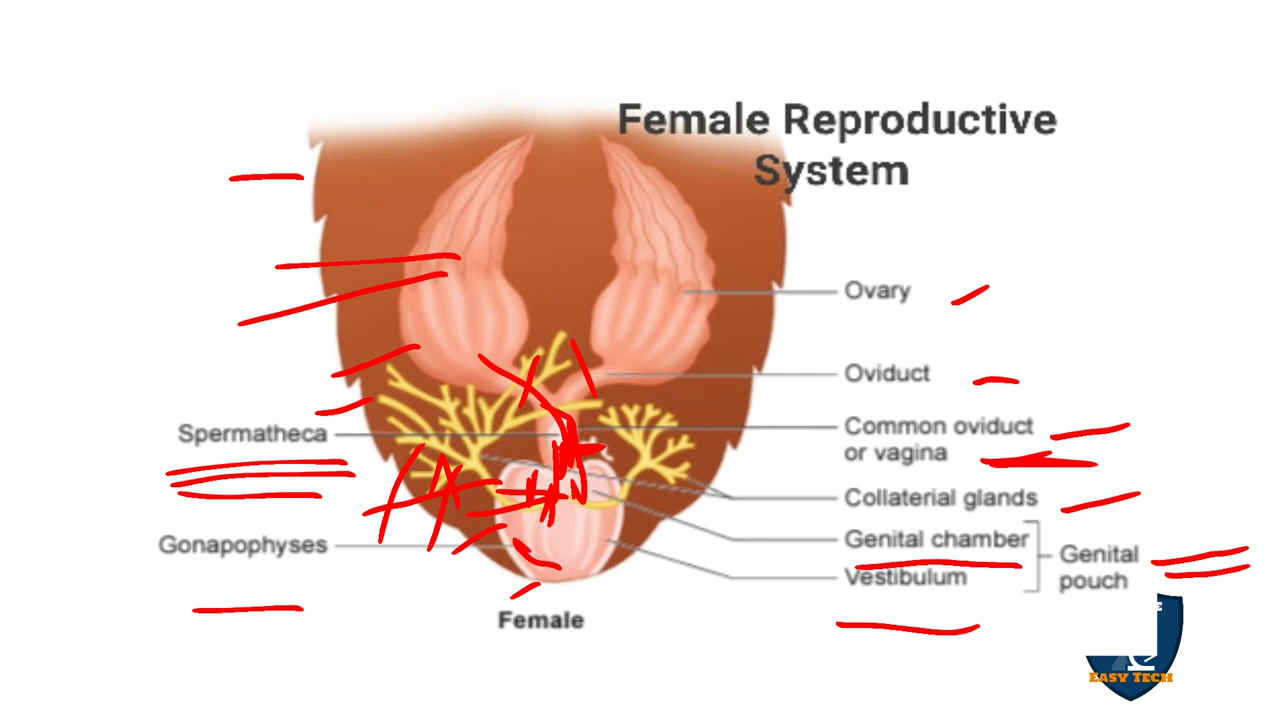 Female Reproductive
System
Ovary
Oviduct
Spermatheca
Common oviduct
or vagina
Collaterial glands
Gonapophyses
Genital chamber
Genital
pouch
Vestibulum
Female
EASY TECH